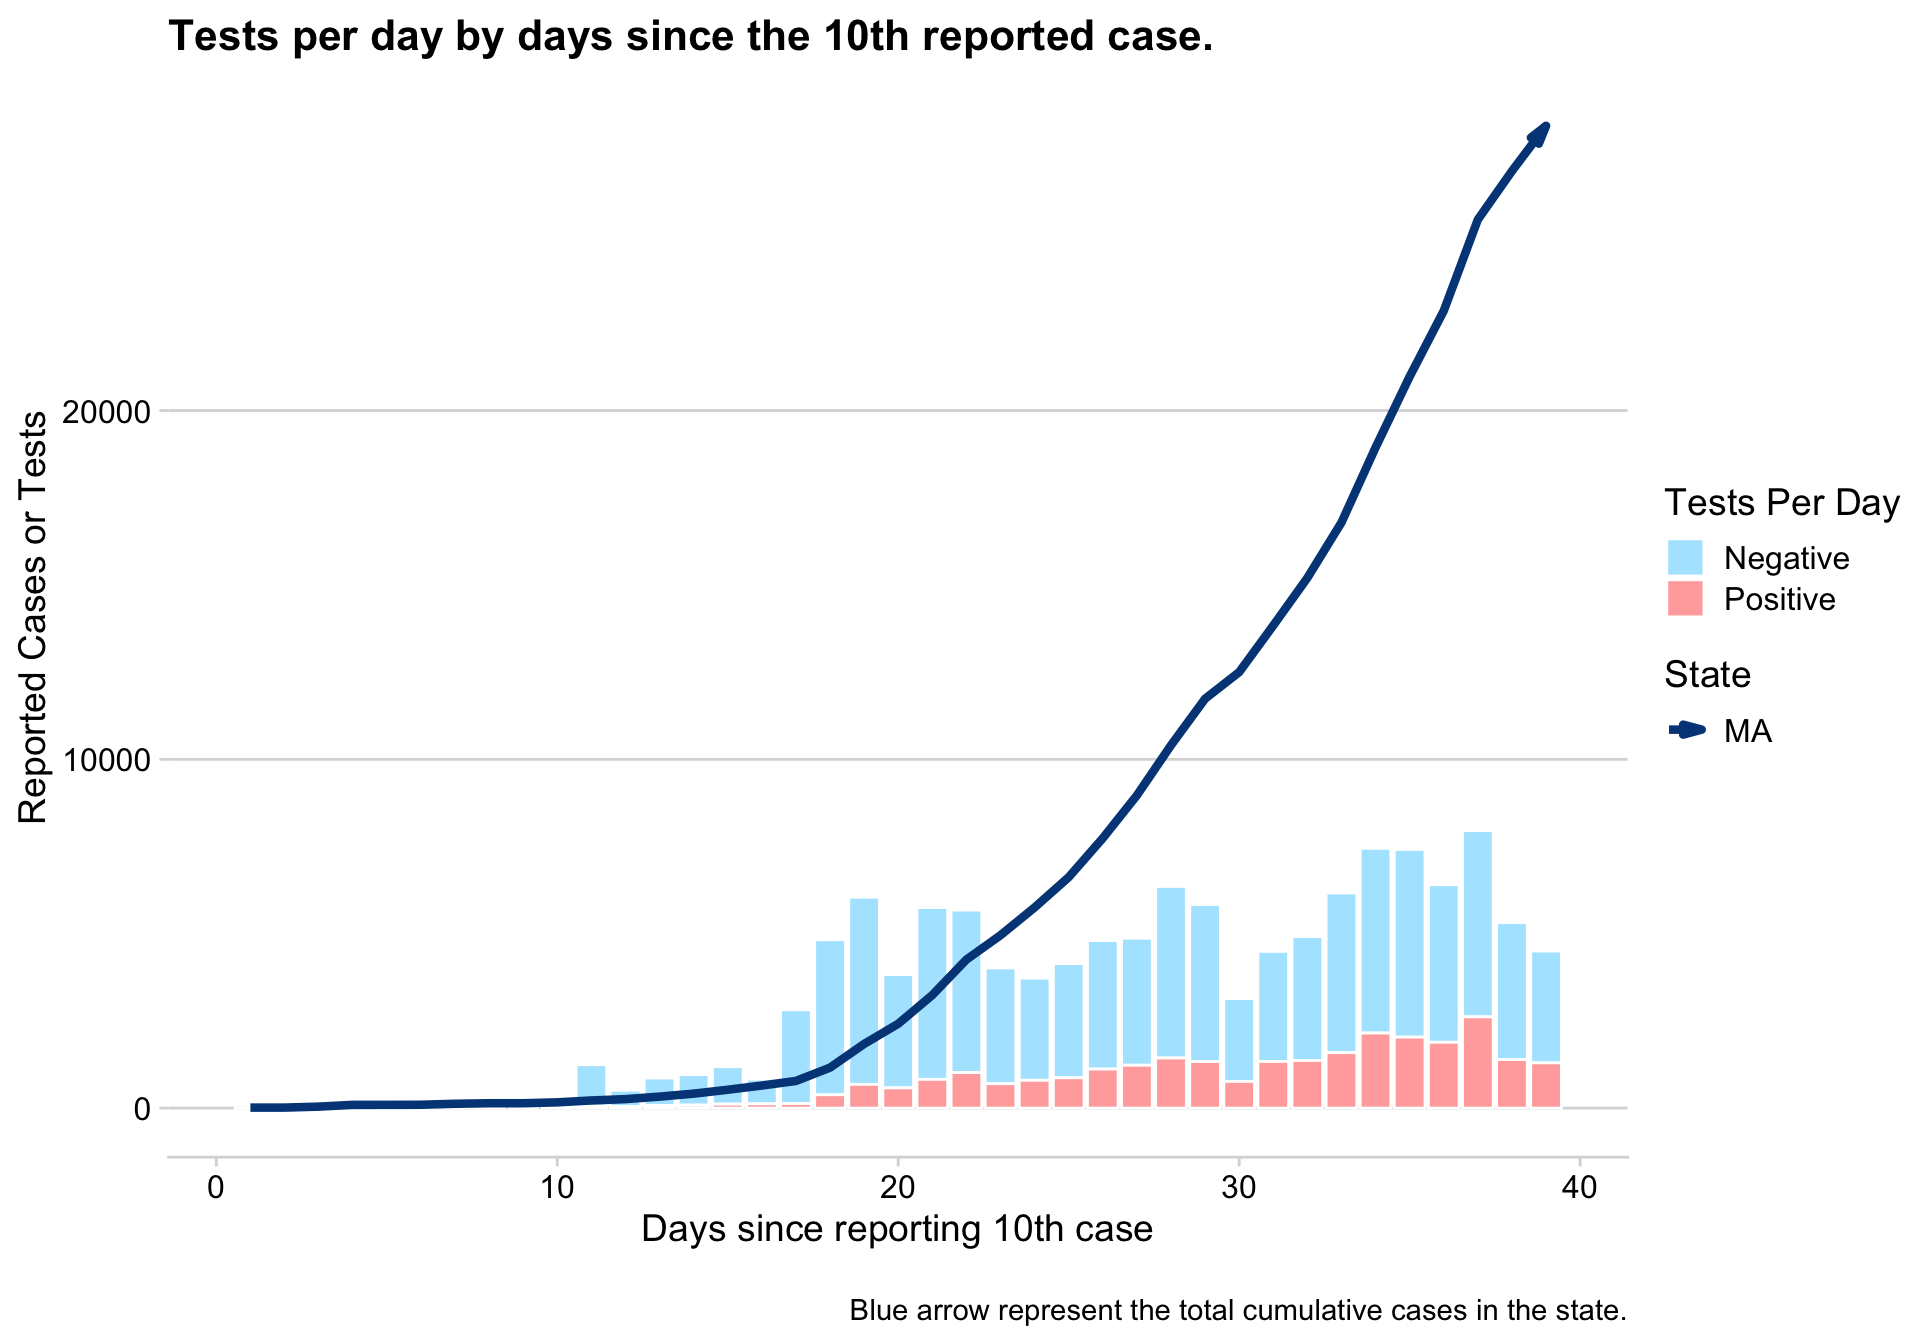 Tests per day by days since the 10th reported case.
Reported Cases or Tests
20000
10000
0
0
10
20
30
40
Days since reporting 10th case
Tests Per Day
Negative
Positive
State
MA
Blue arrow represent the total cumulative cases in the state.